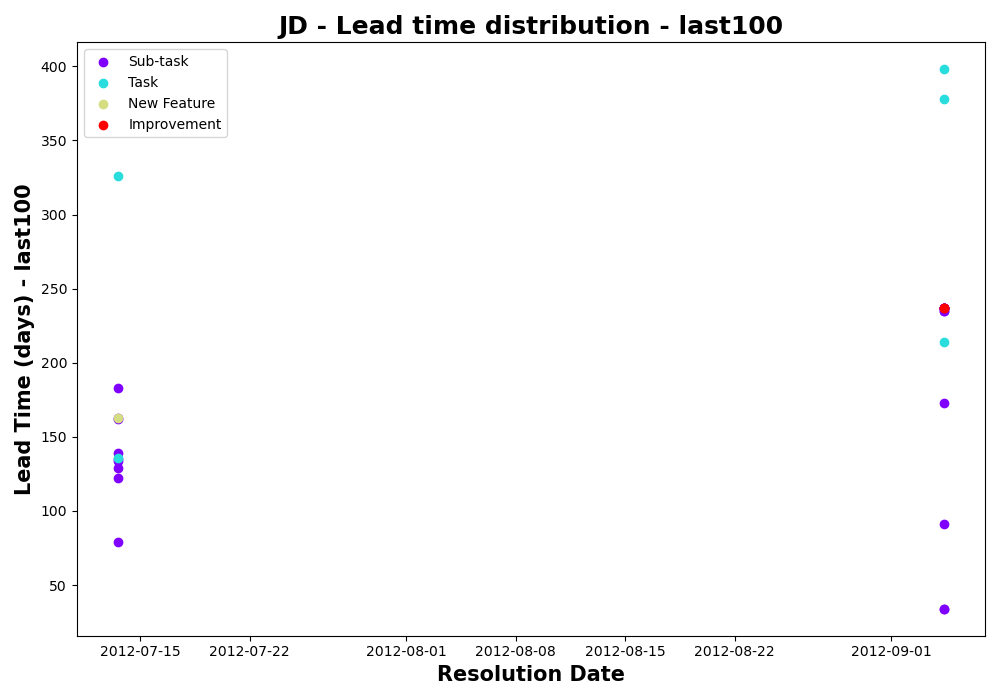 JD - Lead time distribution - last100
Sub-task
Task
New Feature
Improvement
Lead Time (days) - last100
400
350
300
250
200
150
100
50
2012-07-15 2012-07-22 2012-08-01 2012-08-08 2012-08-15 2012-08-22 2012-09-01
Resolution Date